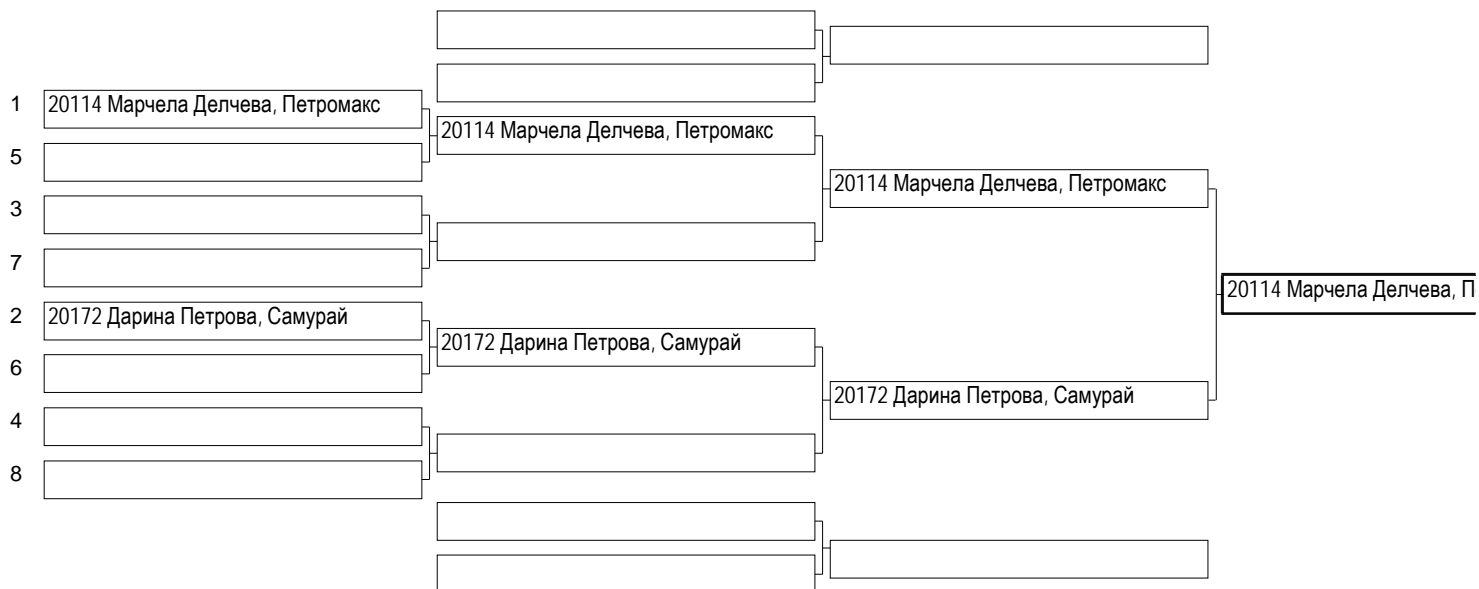 1 20114 Марчела Делчева, Петромакс
20114 Марчела Делчева, Петромакс
5
20114 Марчела Делчева, Петромакс
3
7
20114 Марчела Делчева,
2 20172 Дарина Петрова, Самурай
20172 Дарина Петрова, Самурай
6
20172 Дарина Петрова, Самурай
4
8